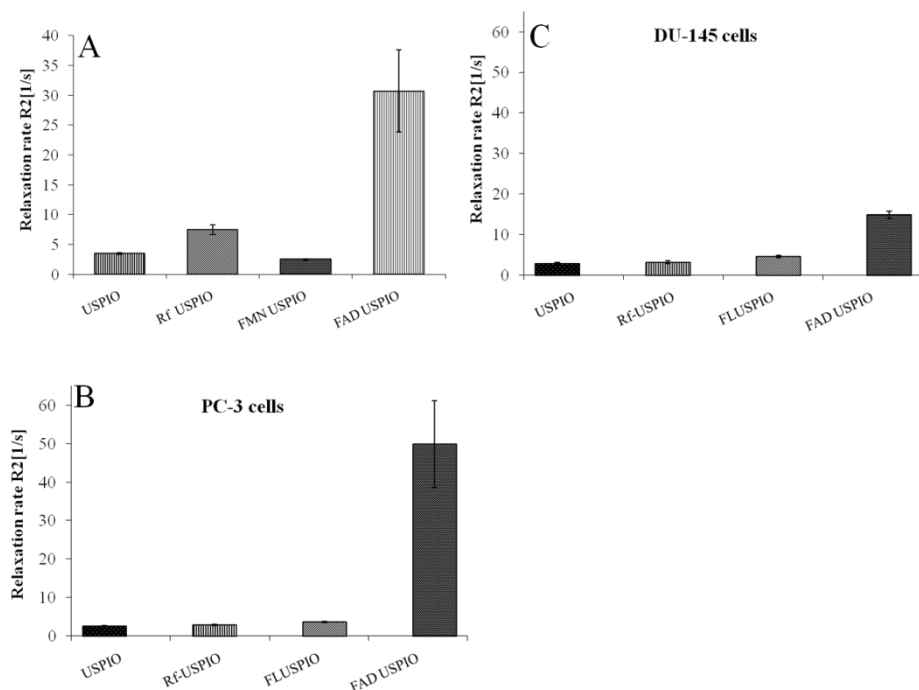 A
Relaxation rate R2[1/s]
40
35
30
25
20
15
10
5
0
USPIO
Rf USPIO
FMN USPIO
FAD USPIO
C
DU-145 cells
Relaxation rate R2[1/s]
60
50
40
30
20
10
0
USPIO
Rf-USPIO
FLUSPIO
FAD USPIO
B
PC-3 cells
Relaxation rate R2[1/s]
60
50
40
30
20
10
0
USPIO
Rf-USPIO
FLUSPIO
FAD USPIO